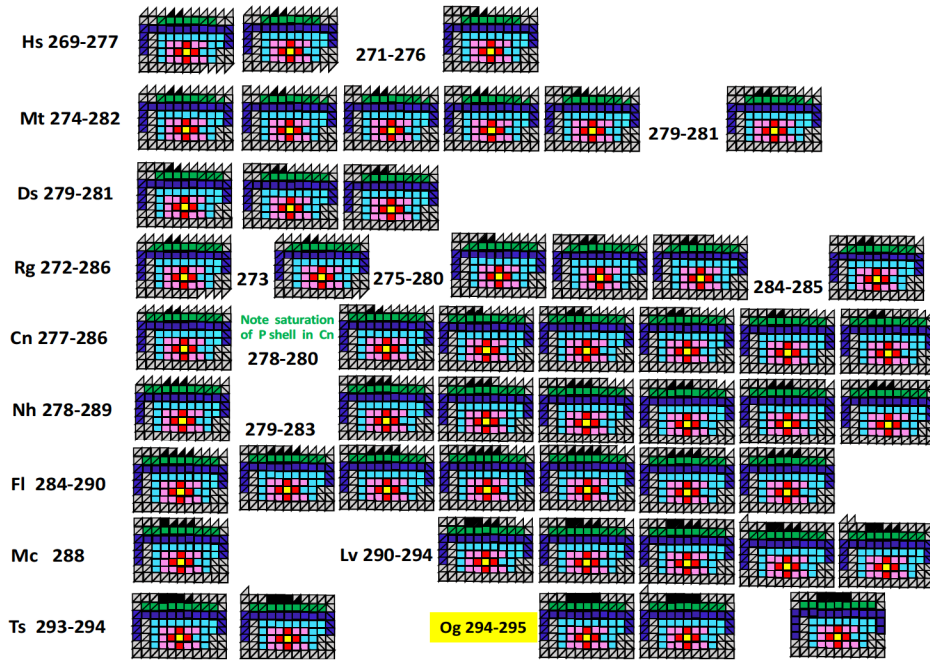 Hs 269-277
271-276
Mt 274-282
279-281
Ds 279-281
Rg 272-286
273
275-280
284-285
Cn 277-286
Note saturation
of P shell in Cn
278-280
Nh 278-289
279-283
Fl 284-290
Mc 288
Lv 290-294
Ts 293-294
Og 294-295